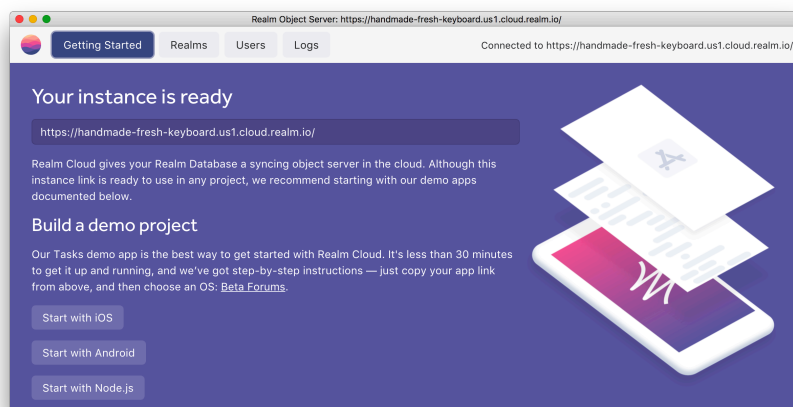 Realm Object Server: https://handmade-fresh-keyboard.us1.cloud.realm.io/
Getting Started Realms Users Logs Connected to https://handmade-fresh-keyboard.us1.cloud.realm.io/
Your instance is ready
https://handmade-fresh-keyboard.us1.cloud.realm.io/
Realm Cloud gives your Realm Database a syncing object server in the cloud. Although this
instance link is ready to use in any project, we recommend starting with our demo apps
documented below.
Build a demo project
Our Tasks demo app is the best way to get started with Realm Cloud. It's less than 30 minutes
to get it up and running, and we've got step-by-step instructions — just copy your app link
from above, and then choose an OS: Beta Forums.
Start with iOS
Start with Android
Start with Node.js